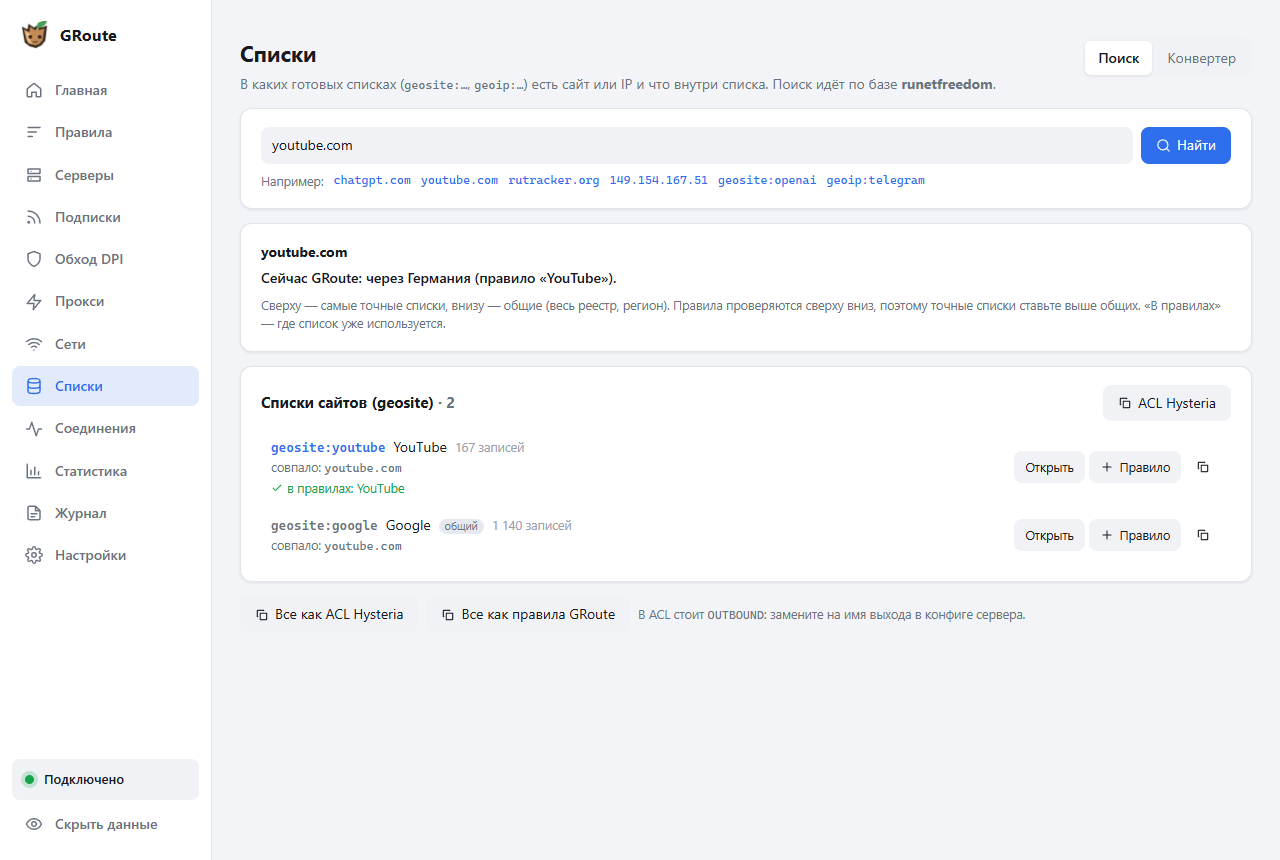 GRoute
Главная
Правила
Серверы
Подписки
Обход DPI
Прокси
Сети
Списки
Соединения
Статистика
Журнал
Настройки
Подключено
Скрыть данные
Списки
Поиск
Конвертер
В каких готовых списках (geosite:…, geoip:…) есть сайт или IP и что внутри списка. Поиск идёт по базе runetfreedom.
youtube.com
Найти
Например: chatgpt.com youtube.com rutracker.org 149.154.167.51 geosite:openai geoip:telegram
youtube.com
Сейчас GRoute: через Германия (правило «YouTube»).
Сверху — самые точные списки, внизу — общие (весь реестр, регион). Правила проверяются сверху вниз, поэтому точные списки ставьте выше общих. «В правилах»
— где список уже используется.
Списки сайтов (geosite) · 2
ACL Hysteria
geosite:youtube YouTube 167 записей
совпало: youtube.com
в правилах: YouTube
Открыть
Правило
geosite:google Google общий 1 140 записей
совпало: youtube.com
Открыть
Правило
Все как ACL Hysteria
Все как правила GRoute
В ACL стоит OUTBOUND: замените на имя выхода в конфиге сервера.